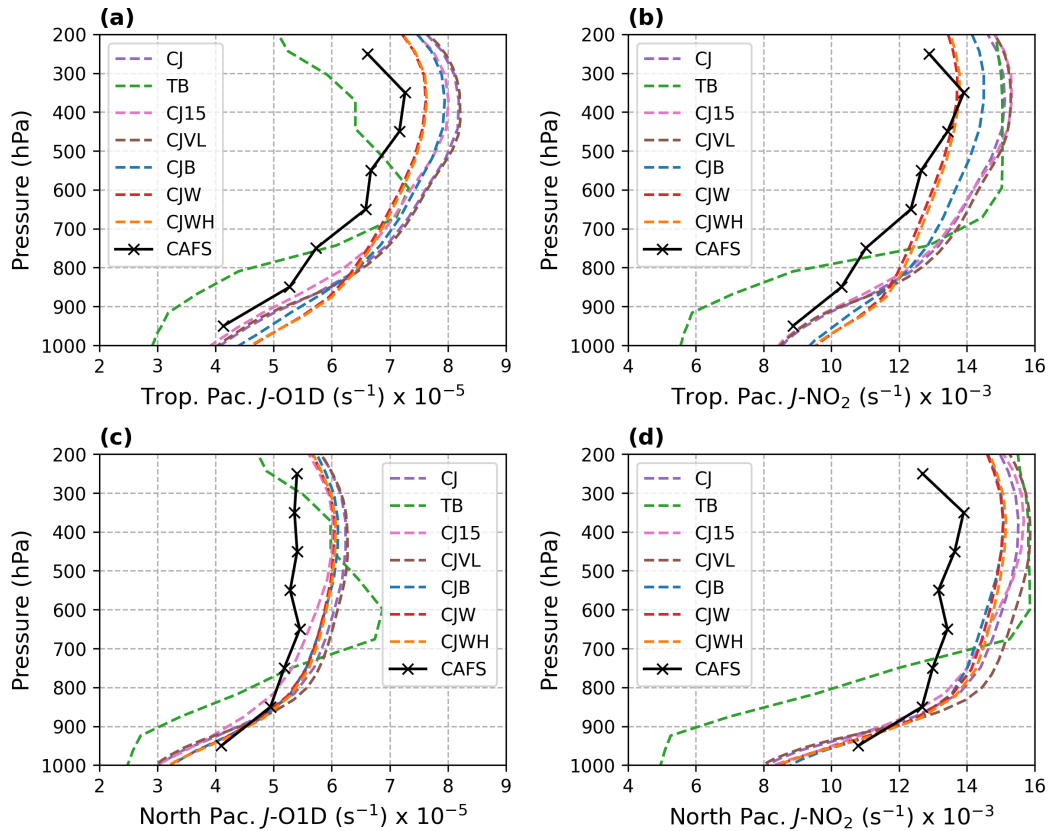 (a)
200
300
400
500
600
700
800
900
1000
Pressure (hPa)
CJ
TB
CJ15
CJVL
CJB
CJW
CJWH
CAFS
2 3 4 5 6 7 8 9
Trop. Pac. J-O1D (s⁻¹) x 10⁻⁵
(b)
200
300
400
500
600
700
800
900
1000
Pressure (hPa)
CJ
TB
CJ15
CJVL
CJB
CJW
CJWH
CAFS
4 6 8 10 12 14 16
Trop. Pac. J-NO₂ (s⁻¹) x 10⁻³
(c)
200
300
400
500
600
700
800
900
1000
Pressure (hPa)
CJ
TB
CJ15
CJVL
CJB
CJW
CJWH
CAFS
2 3 4 5 6 7 8 9
North Pac. J-O1D (s⁻¹) x 10⁻⁵
(d)
200
300
400
500
600
700
800
900
1000
Pressure (hPa)
CJ
TB
CJ15
CJVL
CJB
CJW
CJWH
CAFS
4 6 8 10 12 14 16
North Pac. J-NO₂ (s⁻¹) x 10⁻³